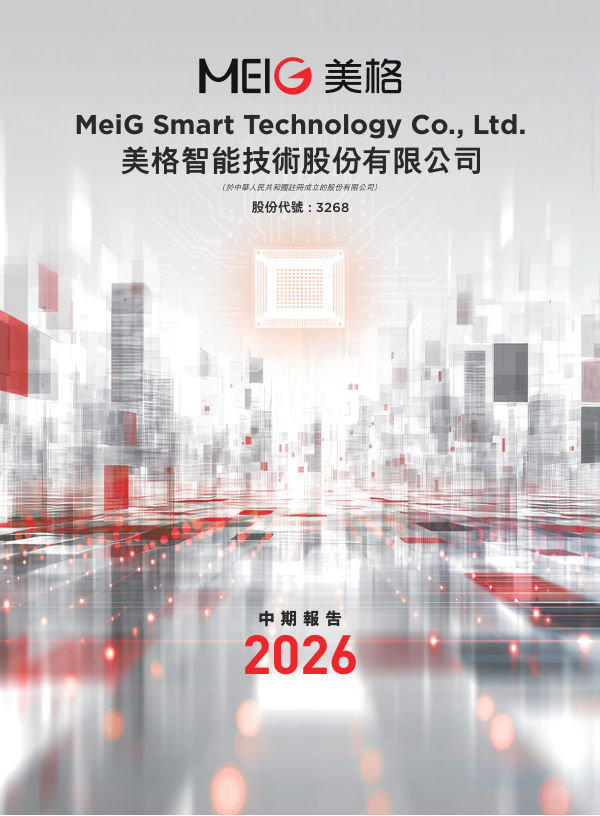 MEIG 美格
MeiG Smart Technology Co., Ltd.
美格智能技術股份有限公司
（於中華人民共和國註冊成立的股份有限公司）
股份代號：3268
中期報告
2026